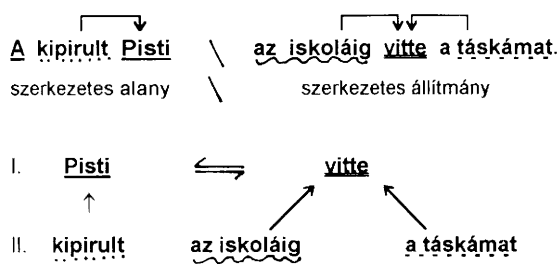 A kipirult Pisti \ az iskoláig vitte a táskámat.
szerkezetes alany \ szerkezetes állítmány
I. Pisti vitte
II. kipirult az iskoláig a táskámat